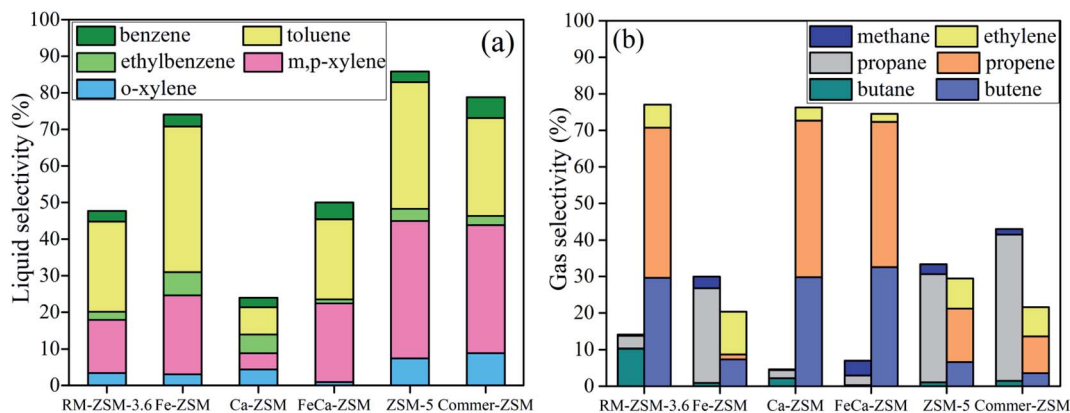 (a)
benzene toluene
ethylbenzene m,p-xylene
o-xylene
Liquid selectivity (%)
100
90
80
70
60
50
40
30
20
10
0
RM-ZSM-3.6 Fe-ZSM Ca-ZSM FeCa-ZSM ZSM-5 Commer-ZSM
(b)
methane ethylene
propane propene
butane butene
Gas selectivity (%)
100
90
80
70
60
50
40
30
20
10
0
RM-ZSM-3.6 Fe-ZSM Ca-ZSM FeCa-ZSM ZSM-5 Commer-ZSM